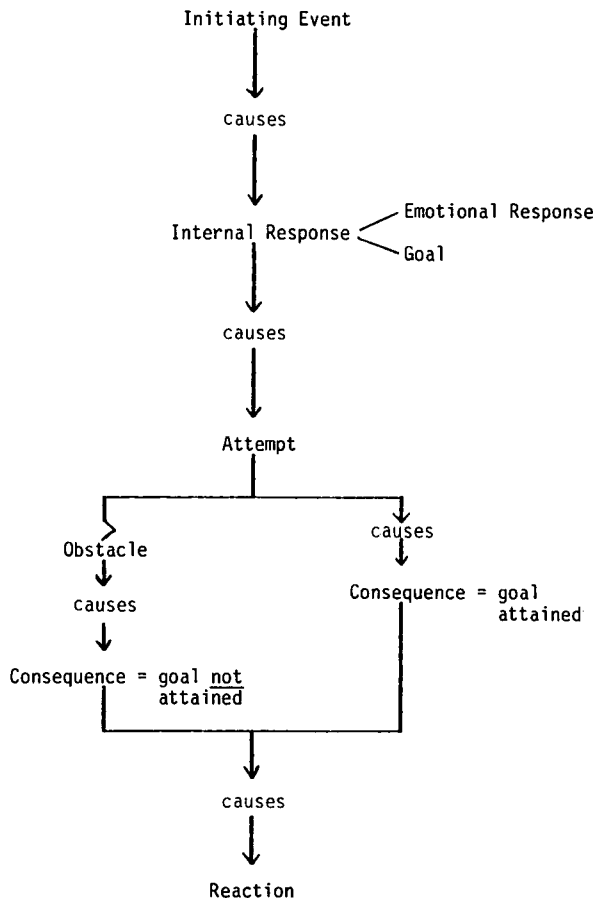 Initiating Event
causes
Emotional Response
Internal Response
Goal
causes
Attempt
causes
Obstacle
causes
Consequence = goal
attained
Consequence = goal not
attained
causes
Reaction